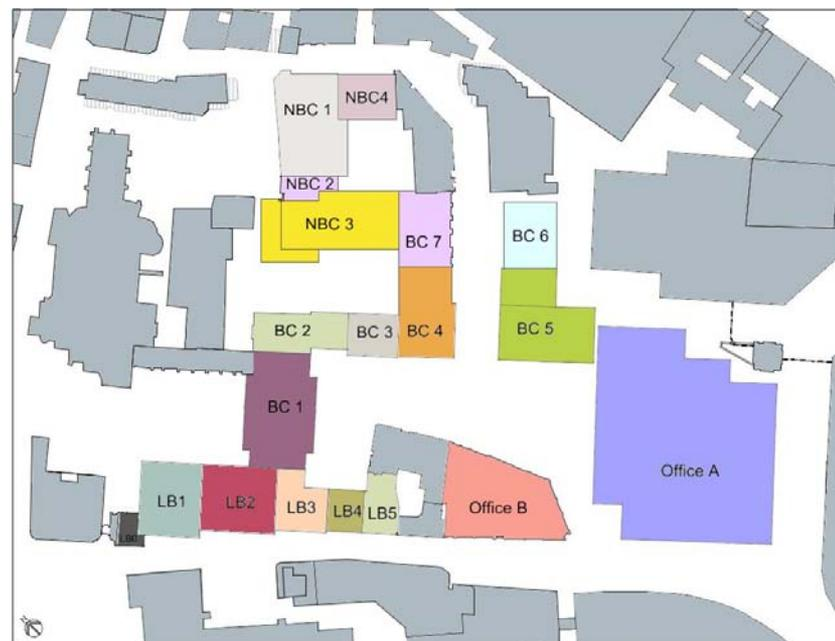 NBC 1
NBC4
NBC 2
NBC 3
BC 7
BC 6
BC 2
BC 3
BC 4
BC 5
BC 1
Office A
LB1
LB2
LB3
LB4
LB5
Office B